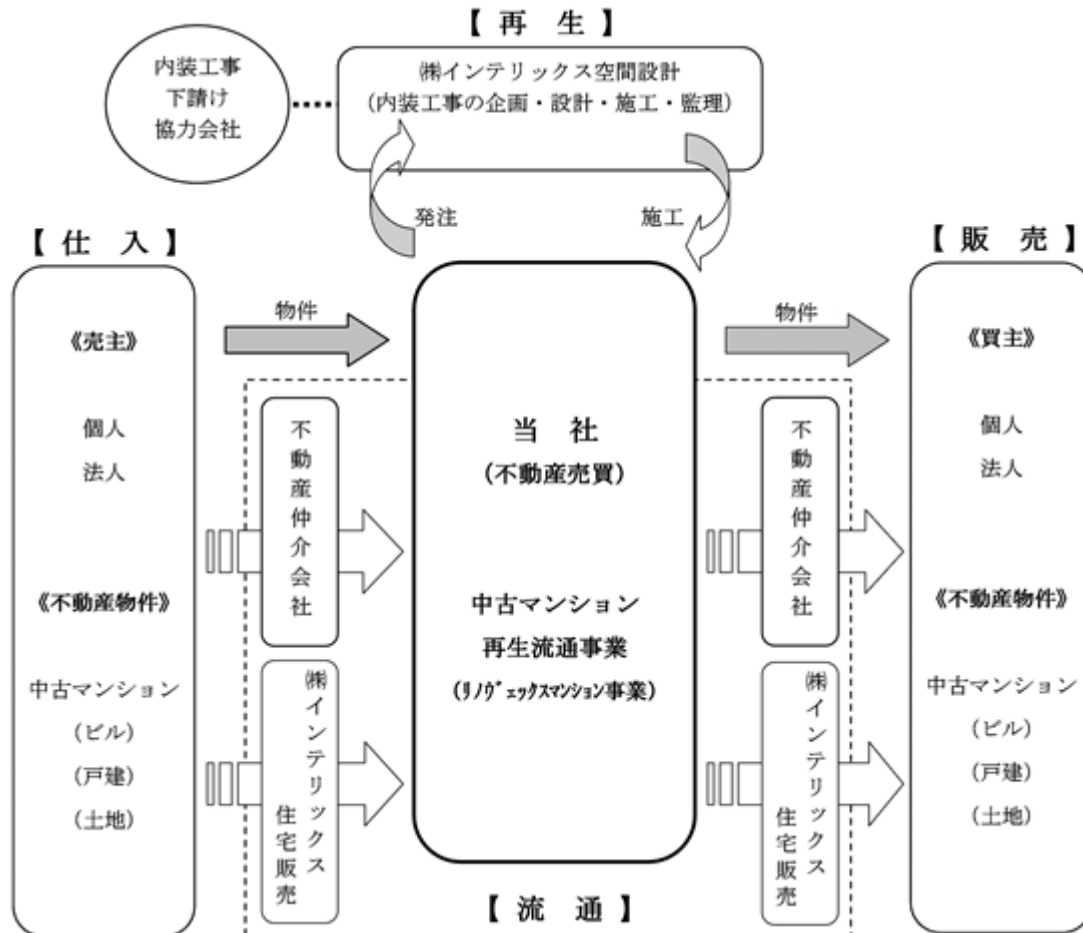 【 再 生 】
内装工事
下請け
協力会社
㈱インテリックス空間設計
(内装工事の企画・設計・施工・監理)
発注
施工
【 仕 入 】
《売主》
個人
法人
《不動産物件》
中古マンション
(ビル)
(戸建)
(土地)
物件
不動産仲介会社
㈱インテリックス
住宅販売
当 社
(不動産売買)
中古マンション
再生流通事業
(ﾘﾉｳﾞｪｯｸｽﾏﾝｼｮﾝ事業)
【 流 通 】
物件
不動産仲介会社
㈱インテリックス
住宅販売
【 販 売 】
《買主》
個人
法人
《不動産物件》
中古マンション
(ビル)
(戸建)
(土地)